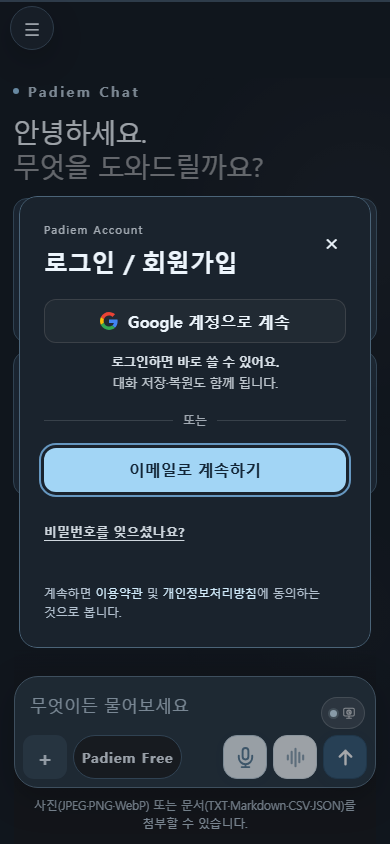 Padiem Chat
안녕하세요.
무엇을 도와드릴까요?
Padiem Account
로그인 / 회원가입
Google 계정으로 계속
로그인하면 바로 쓸 수 있어요.
대화 저장·복원도 함께 됩니다.
또는
이메일로 계속하기
비밀번호를 잊으셨나요?
계속하면 이용약관 및 개인정보처리방침에 동의하는
것으로 봅니다.
무엇이든 물어보세요
Padiem Free
사진(JPEG·PNG·WebP) 또는 문서(TXT·Markdown·CSV·JSON)를
첨부할 수 있습니다.